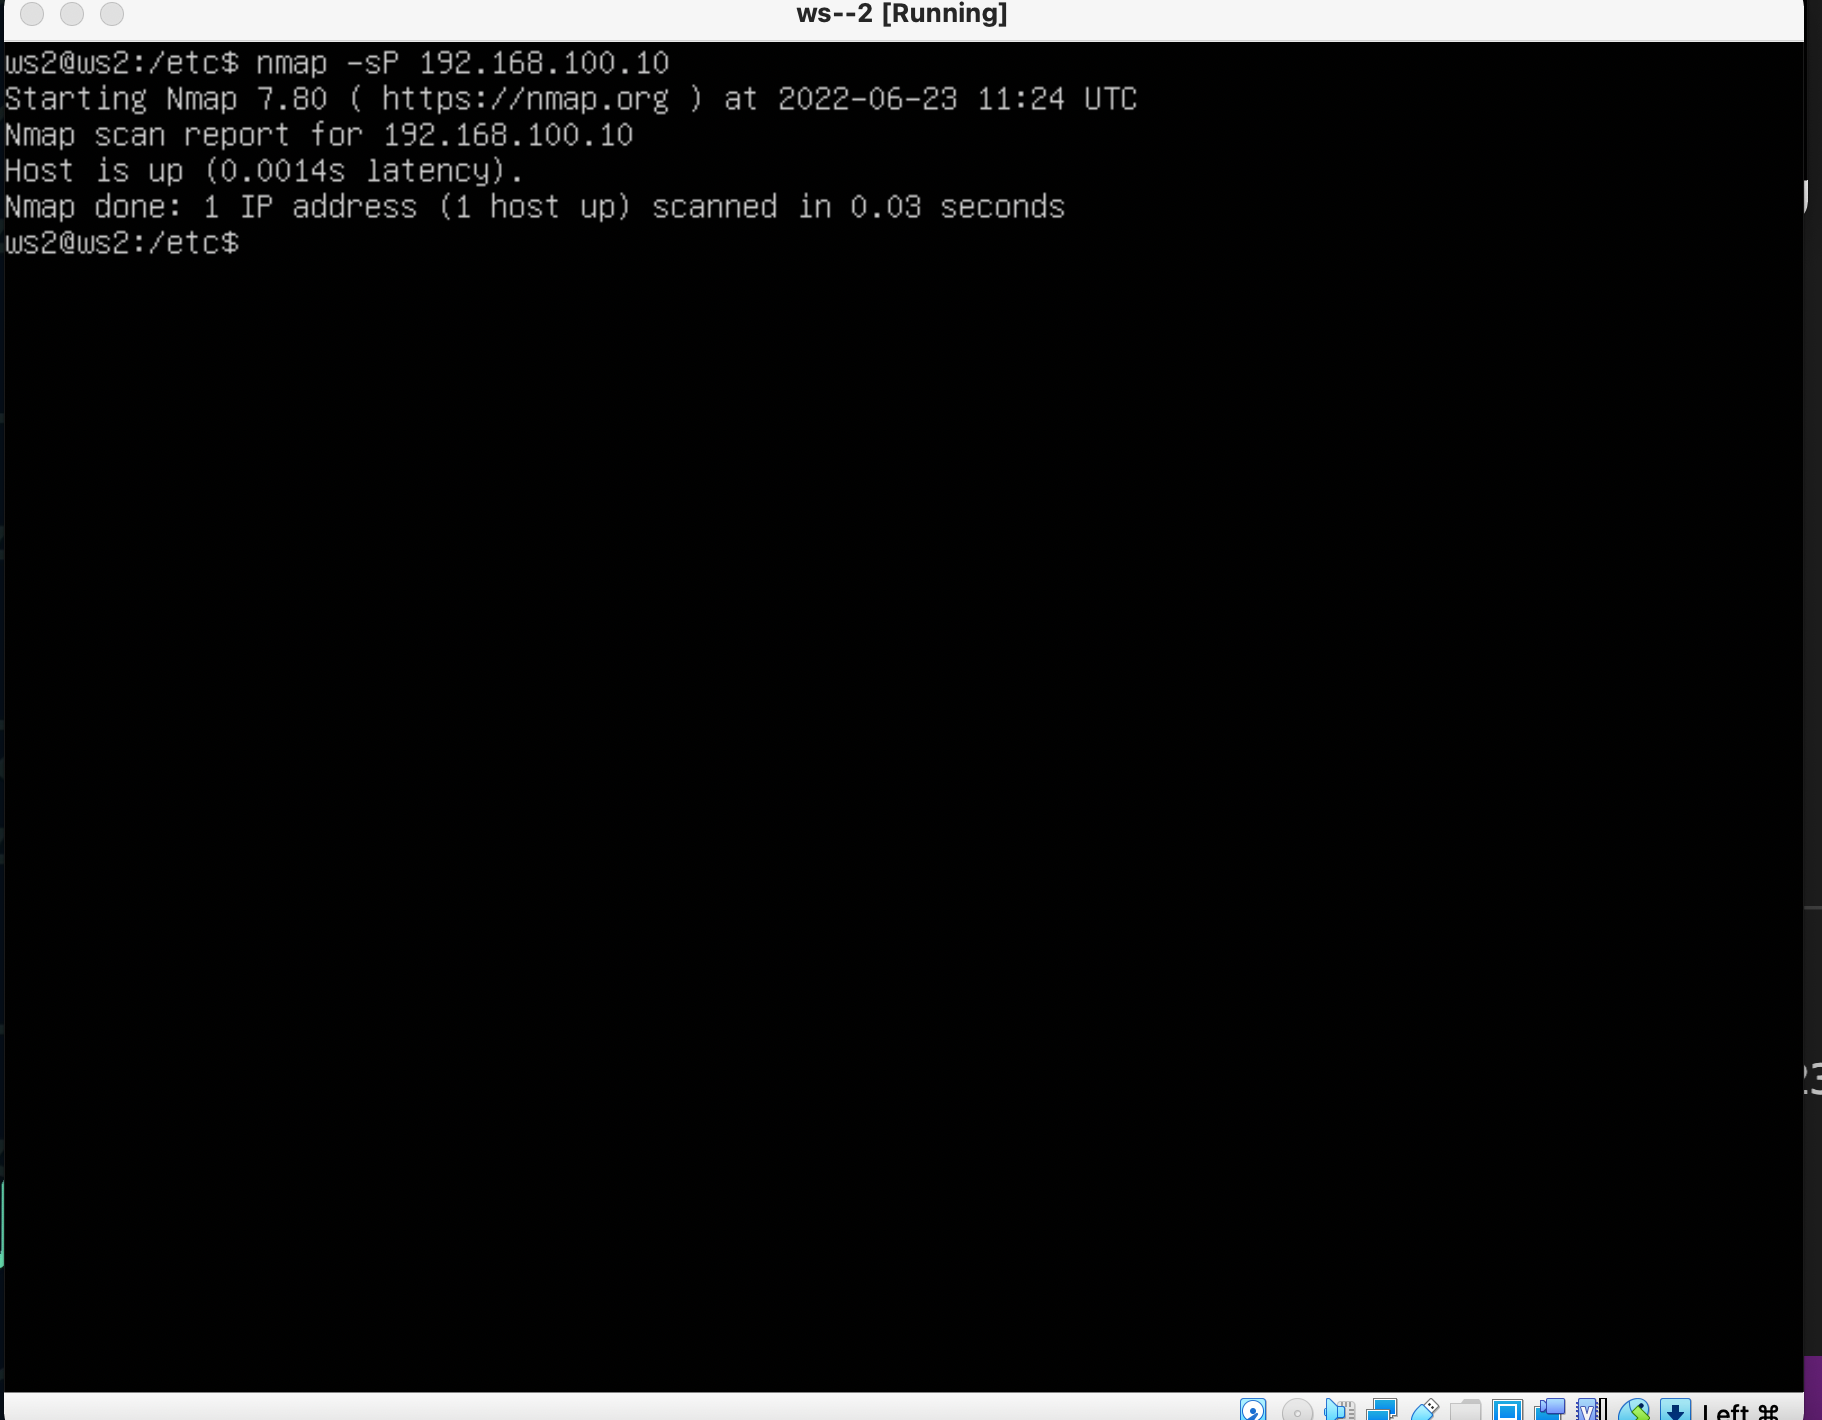 ws--2 [Running]
ws2@ws2:/etc$ nmap -sP 192.168.100.10
Starting Nmap 7.80 ( https://nmap.org ) at 2022-06-23 11:24 UTC
Nmap scan report for 192.168.100.10
Host is up (0.0014s latency).
Nmap done: 1 IP address (1 host up) scanned in 0.03 seconds
ws2@ws2:/etc$
Left ⌘